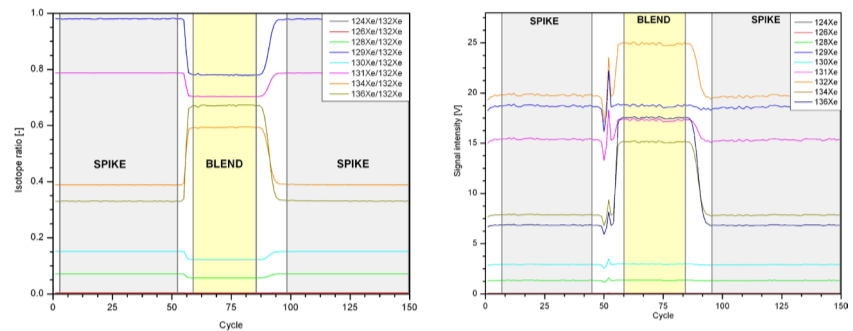 1.0
0.8
0.6
0.4
0.2
0.0
Isotope ratio [-]
0
25
50
75
100
125
150
Cycle
SPIKE
BLEND
SPIKE
124Xe/132Xe
126Xe/132Xe
128Xe/132Xe
129Xe/132Xe
130Xe/132Xe
131Xe/132Xe
134Xe/132Xe
136Xe/132Xe
25
20
15
10
5
0
Signal intensity [V]
0
25
50
75
100
125
150
Cycle
SPIKE
BLEND
SPIKE
124Xe
126Xe
128Xe
129Xe
130Xe
131Xe
132Xe
134Xe
136Xe